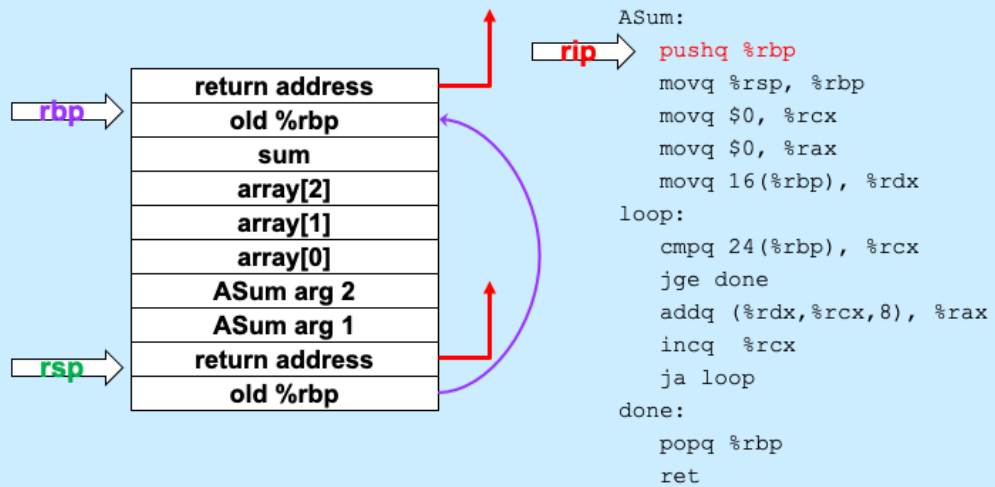 return address
old %rbp
sum
array[2]
array[1]
array[0]
ASum arg 2
ASum arg 1
return address
old %rbp
rbp
rsp
rip
ASum:
pushq %rbp
movq %rsp, %rbp
movq $0, %rcx
movq $0, %rax
movq 16(%rbp), %rdx
loop:
cmpq 24(%rbp), %rcx
jge done
addq (%rdx,%rcx,8), %rax
incq %rcx
ja loop
done:
popq %rbp
ret